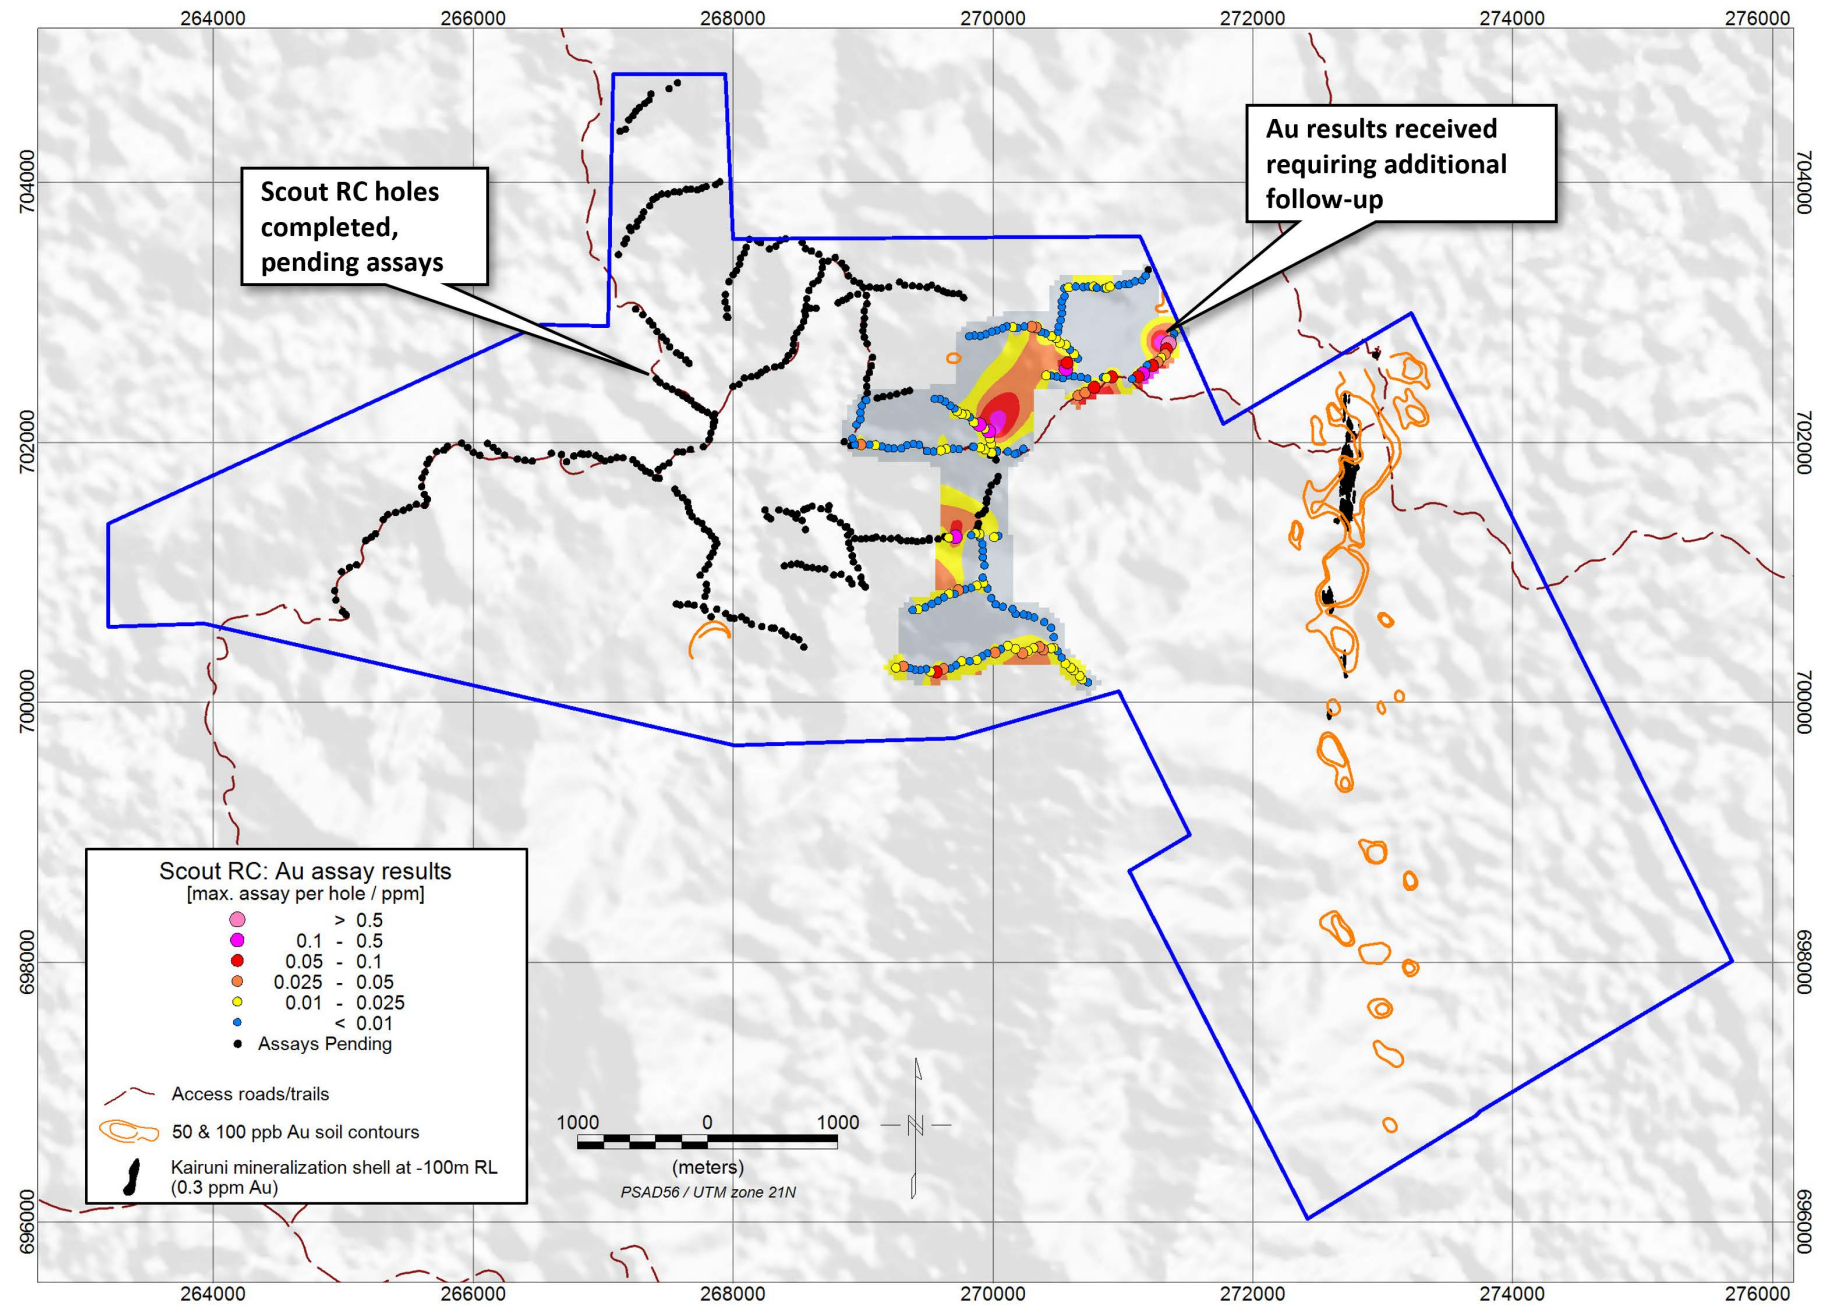 264000 266000 268000 270000 272000 274000 276000
704000
704000
702000
702000
700000
700000
698000
698000
696000
696000
Scout RC holes
completed,
pending assays
Au results received
requiring additional
follow-up
Scout RC: Au assay results
[max. assay per hole / ppm]
> 0.5
0.1 - 0.5
0.05 - 0.1
0.025 - 0.05
0.01 - 0.025
< 0.01
Assays Pending
Access roads/trails
50 & 100 ppb Au soil contours
Kairuni mineralization shell at -100m RL
(0.3 ppm Au)
1000 0 1000
(meters)
PSAD56 / UTM zone 21N
N
264000 266000 268000 270000 272000 274000 276000